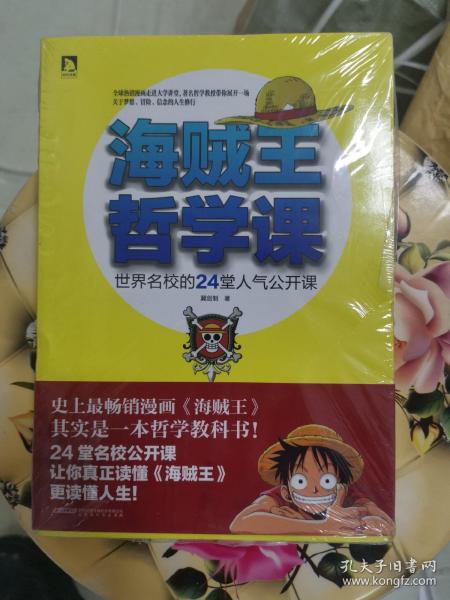 全球热销漫画走进大学讲堂,著名哲学教授带你展开一场
关于梦想、冒险、信念的人生修行
海贼王
哲学课
世界名校的24堂人气公开课
冀剑制 著
史上最畅销漫画《海贼王》
其实是一本哲学教科书!
24堂名校公开课
让你真正读懂《海贼王》
更读懂人生!
孔夫子旧书网
www.kongfz.com